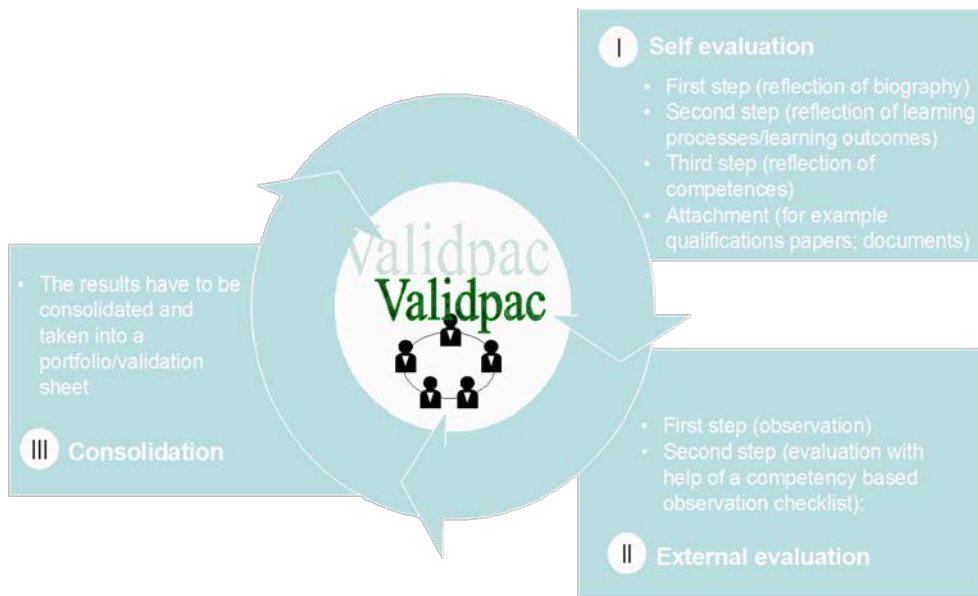 I Self evaluation
• First step (reflection of biography)
• Second step (reflection of learning
processes/learning outcomes)
• Third step (reflection of
competences)
• Attachment (for example
qualifications papers; documents)
Validpac
Validpac
• The results have to be
consolidated and
taken into a
portfolio/validation
sheet
III Consolidation
• First step (observation)
• Second step (evaluation with
help of a competency based
observation checklist):
II External evaluation